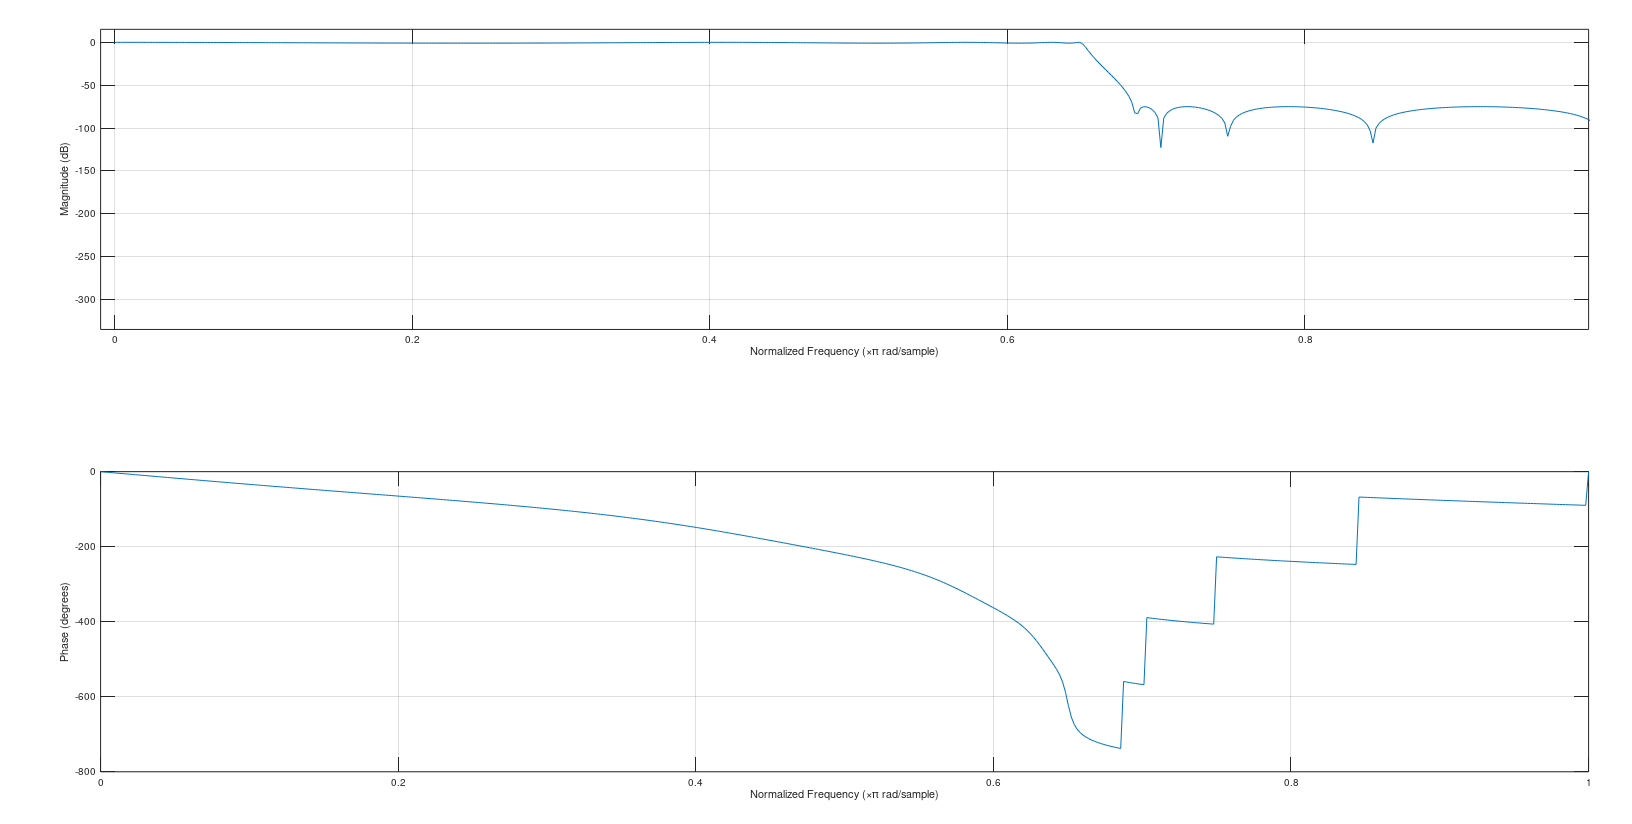 0
-50
-100
-150
-200
-250
-300
Magnitude (dB)
0 0.2 0.4 0.6 0.8
Normalized Frequency (×π rad/sample)
0
-200
-400
-600
-800
Phase (degrees)
0 0.2 0.4 0.6 0.8 1
Normalized Frequency (×π rad/sample)